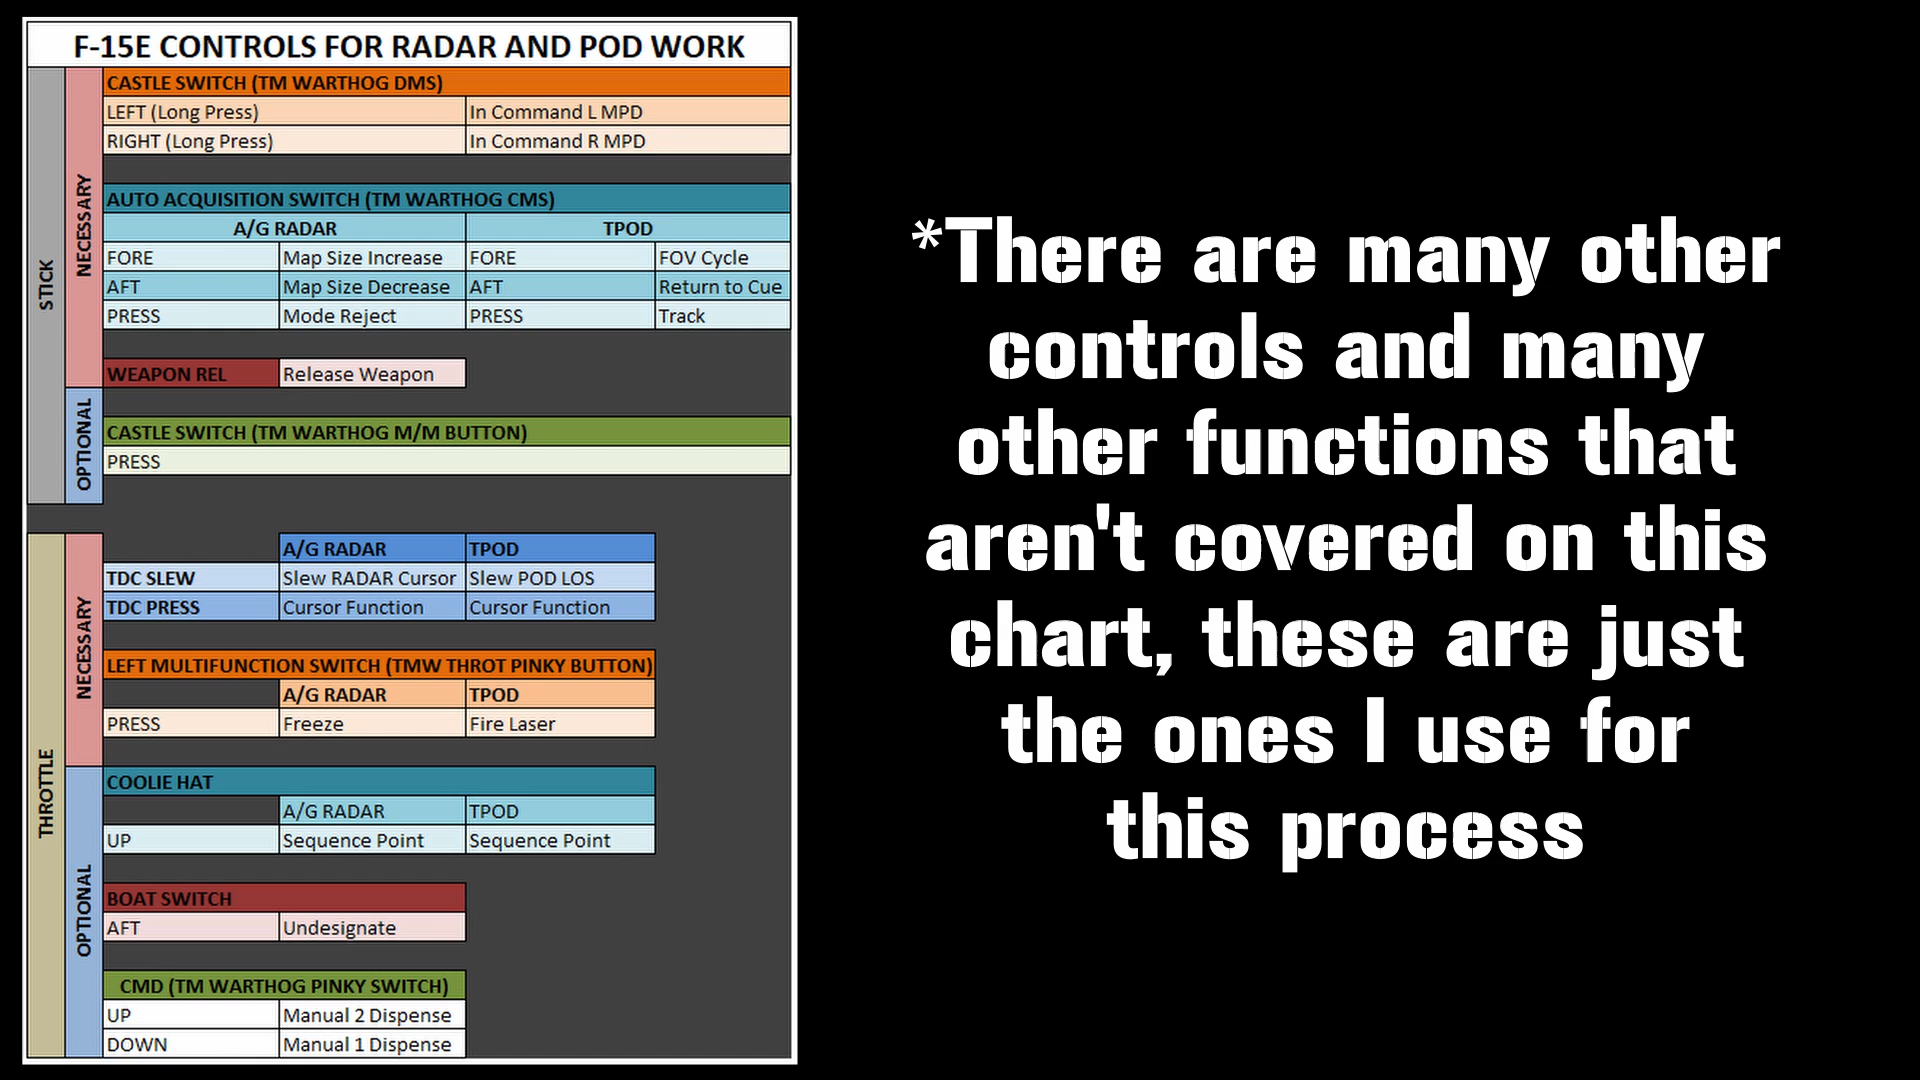 F-15E CONTROLS FOR RADAR AND POD WORK
STICK
NECESSARY
CASTLE SWITCH (TM WARTHOG DMS)
LEFT (Long Press) In Command L MPD
RIGHT (Long Press) In Command R MPD
AUTO ACQUISITION SWITCH (TM WARTHOG CMS)
A/G RADAR TPOD
FORE Map Size Increase FORE FOV Cycle
AFT Map Size Decrease AFT Return to Cue
PRESS Mode Reject PRESS Track
WEAPON REL Release Weapon
OPTIONAL
CASTLE SWITCH (TM WARTHOG M/M BUTTON)
PRESS
THROTTLE
NECESSARY
A/G RADAR TPOD
TDC SLEW Slew RADAR Cursor Slew POD LOS
TDC PRESS Cursor Function Cursor Function
LEFT MULTIFUNCTION SWITCH (TMW THROT PINKY BUTTON)
A/G RADAR TPOD
PRESS Freeze Fire Laser
OPTIONAL
COOLIE HAT
A/G RADAR TPOD
UP Sequence Point Sequence Point
BOAT SWITCH
AFT Undesignate
CMD (TM WARTHOG PINKY SWITCH)
UP Manual 2 Dispense
DOWN Manual 1 Dispense
*There are many other
controls and many
other functions that
aren't covered on this
chart, these are just
the ones I use for
this process